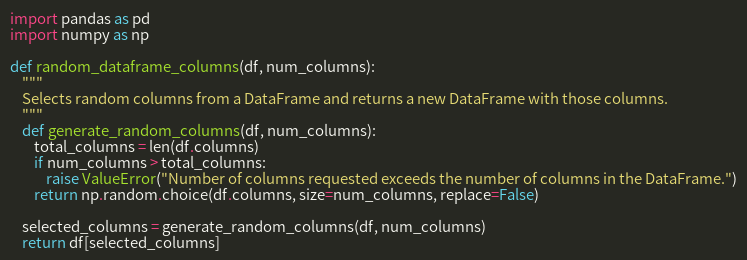 import pandas as pd
import numpy as np

def random_dataframe_columns(df, num_columns):
    """
    Selects random columns from a DataFrame and returns a new DataFrame with those columns.
    """
    def generate_random_columns(df, num_columns):
        total_columns = len(df.columns)
        if num_columns > total_columns:
            raise ValueError("Number of columns requested exceeds the number of columns in the DataFrame.")
        return np.random.choice(df.columns, size=num_columns, replace=False)

    selected_columns = generate_random_columns(df, num_columns)
    return df[selected_columns]